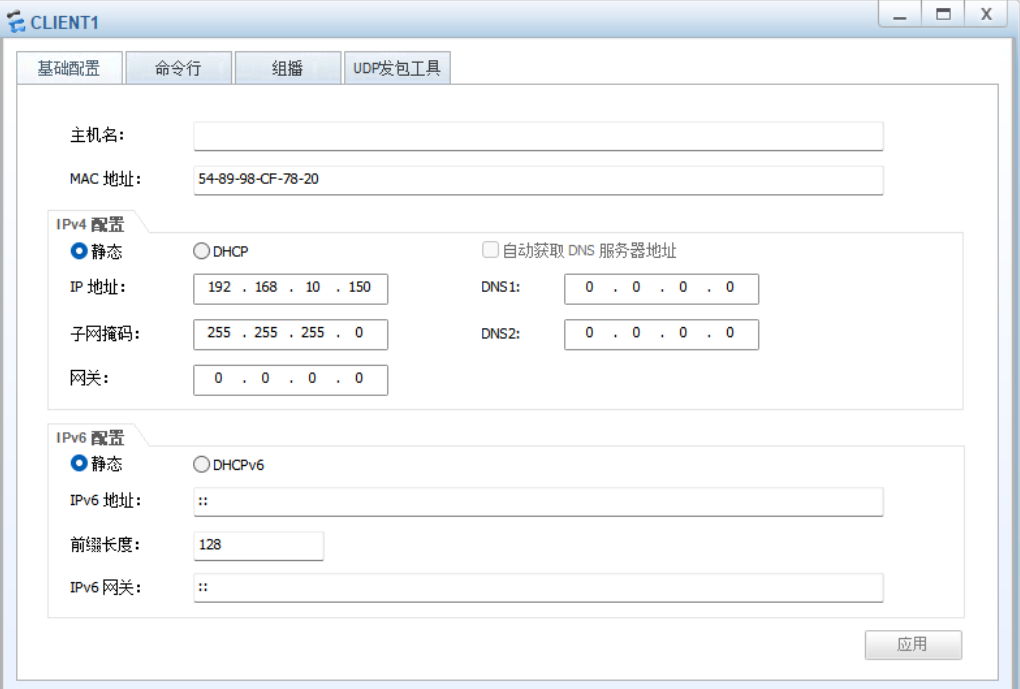 CLIENT1
基础配置 命令行 组播 UDP发包工具
主机名：
MAC 地址： 54-89-98-CF-78-20
IPv4 配置
静态 DHCP 自动获取 DNS 服务器地址
IP 地址： 192 . 168 . 10 . 150 DNS1: 0 . 0 . 0 . 0
子网掩码： 255 . 255 . 255 . 0 DNS2: 0 . 0 . 0 . 0
网关： 0 . 0 . 0 . 0
IPv6 配置
静态 DHCPv6
IPv6 地址： ::
前缀长度： 128
IPv6 网关： ::
应用